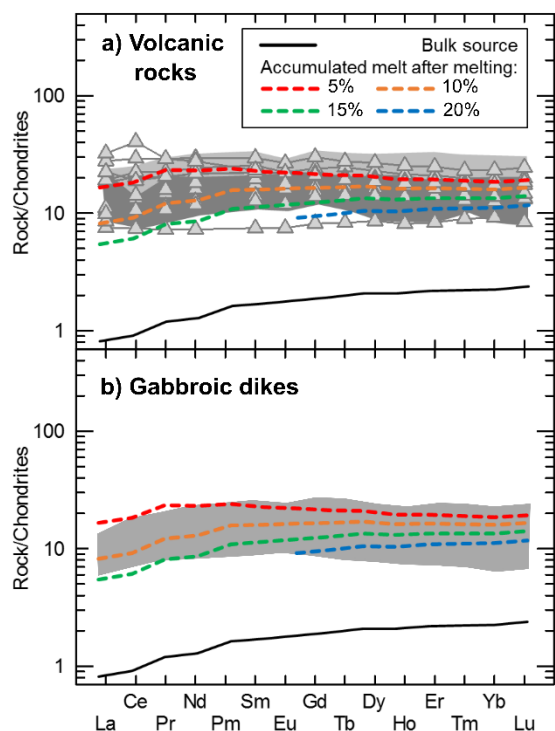 a) Volcanic
rocks
Bulk source
Accumulated melt after melting:
5% 10%
15% 20%
100
10
1
Rock/Chondrites
b) Gabbroic dikes
100
10
1
Rock/Chondrites
Ce Nd Sm Gd Dy Er Yb
La Pr Pm Eu Tb Ho Tm Lu